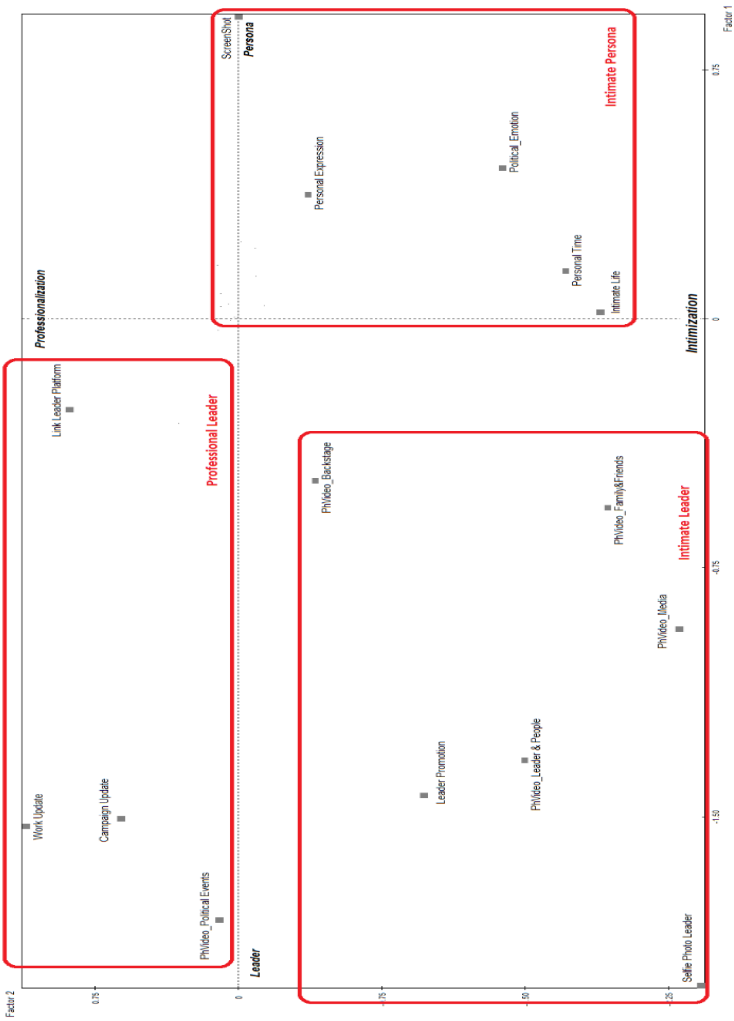 Factor 2
Work Update
Professionalization
Link Leader Platform
0.75
Campaign Update
PhVideo_Political Events
Professional Leader
ScreenShot
0
Leader
Persona
Personal Expression
PhVideo_Backstage
.75
Leader Promotion
Political_Emotion
.50
PhVideo_Leader & People
Personal Time
Intimate Persona
Intimate Life
PhVideo_Family&Friends
PhVideo_Media
.25
Intimate Leader
Selfie Photo Leader
Intimization
-1.50
-0.75
0
0.75
Factor 1